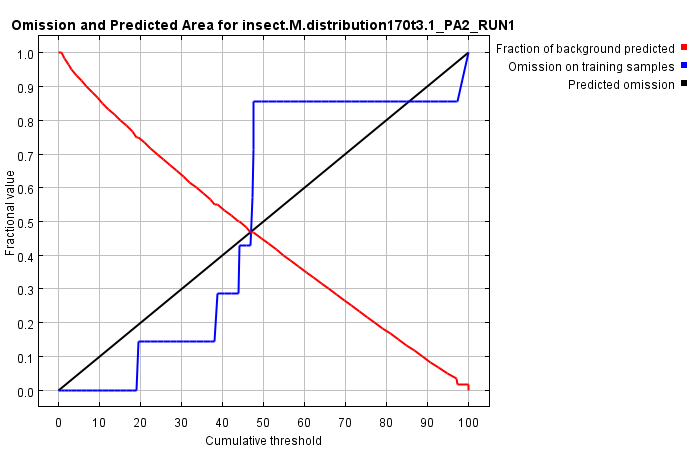 Omission and Predicted Area for insect.M.distribution170t3.1_PA2_RUN1
Fraction of background predicted
Omission on training samples
Predicted omission
Fractional value
1.0
0.9
0.8
0.7
0.6
0.5
0.4
0.3
0.2
0.1
0.0
0 10 20 30 40 50 60 70 80 90 100
Cumulative threshold